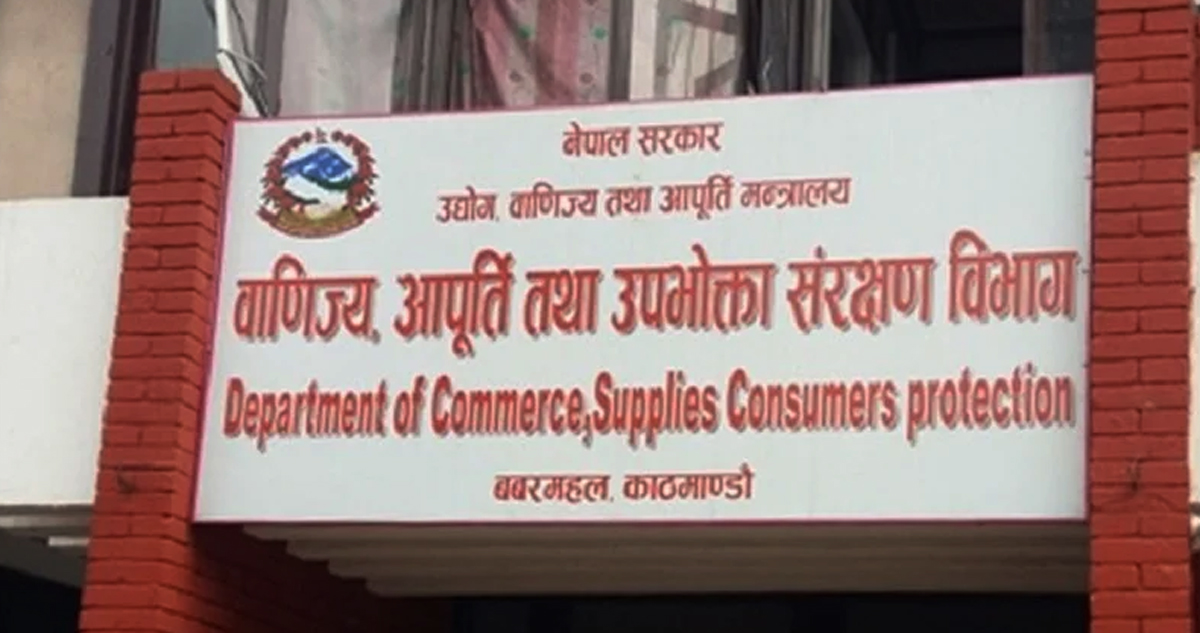 नेपाल सरकार
उद्योग, वाणिज्य तथा आपूर्ति मन्त्रालय
वाणिज्य, आपूर्ति तथा उपभोक्ता संरक्षण विभाग
Department of Commerce,Supplies Consumers protection
बबरमहल, काठमाण्डौ